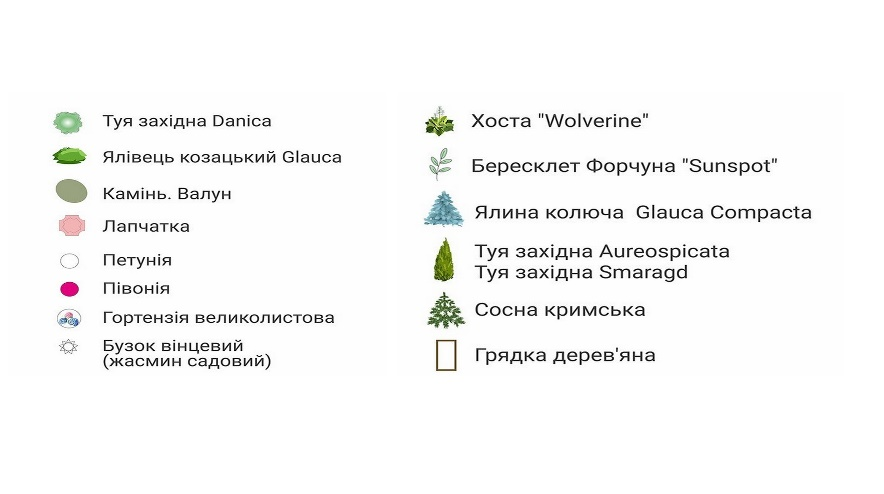 Туя західна Danica
Ялівець козацький Glauca
Камінь. Валун
Лапчатка
Петунія
Півонія
Гортензія великолистова
Бузок вінцевий
(жасмин садовий)
Хоста "Wolverine"
Бересклет Форчуна "Sunspot"
Ялина колюча Glauca Compacta
Туя західна Aureospicata
Туя західна Smaragd
Сосна кримська
Грядка дерев'яна